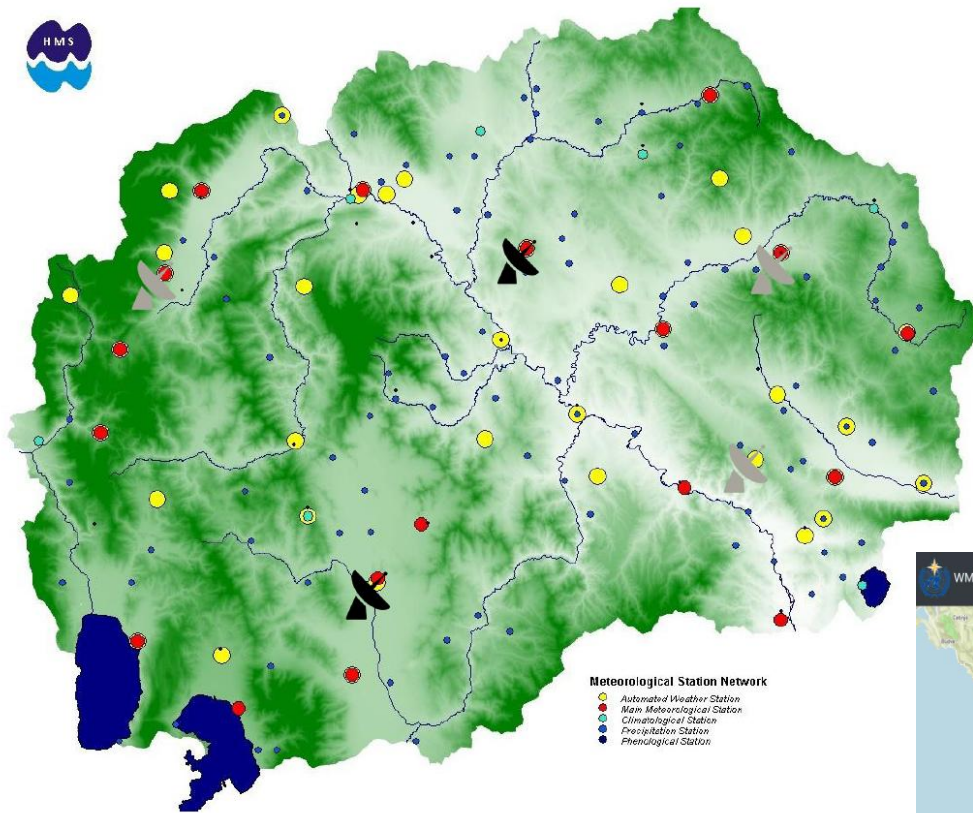 HMS
Meteorological Station Network
Automated Weather Station
Main Meteorological Station
Climatological Station
Precipitation Station
Phenological Station
WM